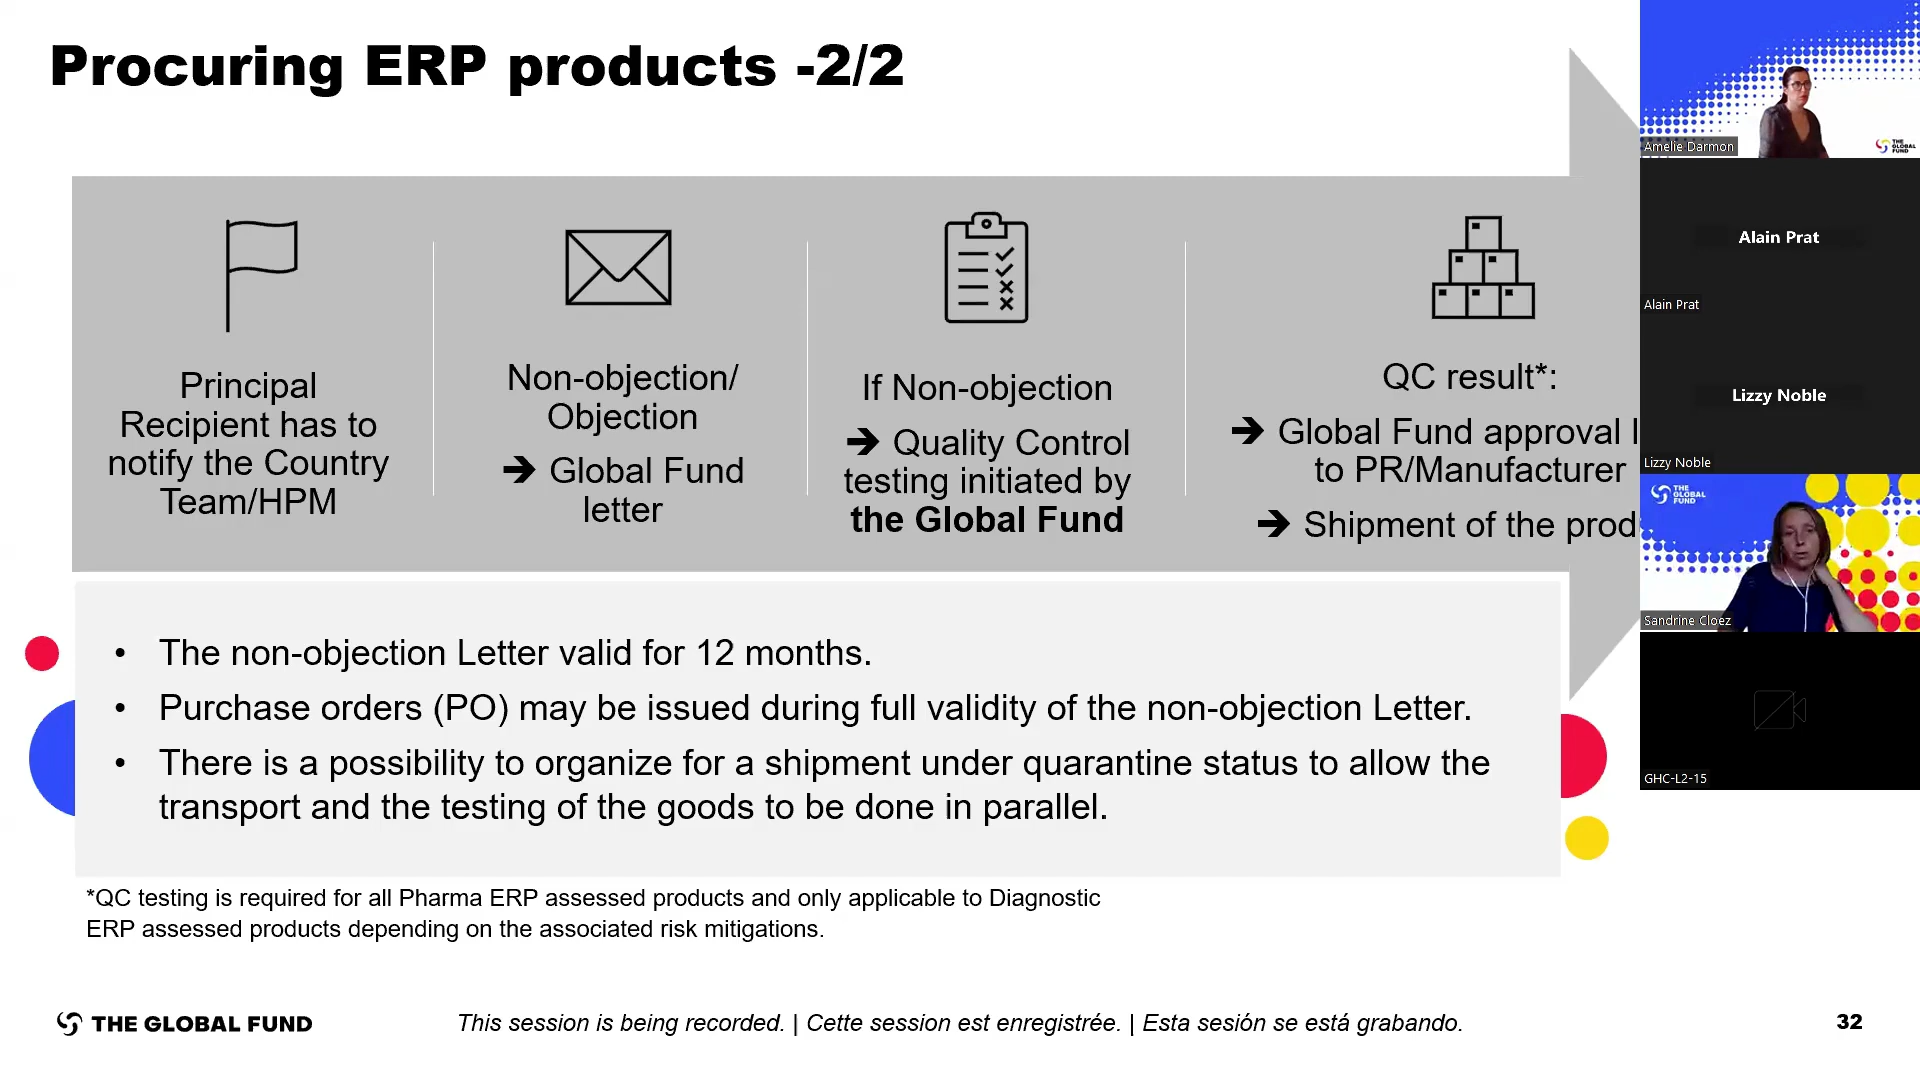 Procuring ERP products -2/2
Principal
Recipient has to
notify the Country
Team/HPM
Non-objection/
Objection
➔ Global Fund
letter
If Non-objection
➔ Quality Control
testing initiated by
the Global Fund
QC result*:
➔ Global Fund approval
to PR/Manufacturer
➔ Shipment of the prod
• The non-objection Letter valid for 12 months.
• Purchase orders (PO) may be issued during full validity of the non-objection Letter.
• There is a possibility to organize for a shipment under quarantine status to allow the
transport and the testing of the goods to be done in parallel.
*QC testing is required for all Pharma ERP assessed products and only applicable to Diagnostic
ERP assessed products depending on the associated risk mitigations.
THE GLOBAL FUND
This session is being recorded. | Cette session est enregistrée. | Esta sesión se está grabando.
32
THE
GLOBAL
FUND
Amelie Darmon
Alain Prat
Alain Prat
Lizzy Noble
Lizzy Noble
THE
GLOBAL
FUND
Sandrine Cloez
GHC-L2-15